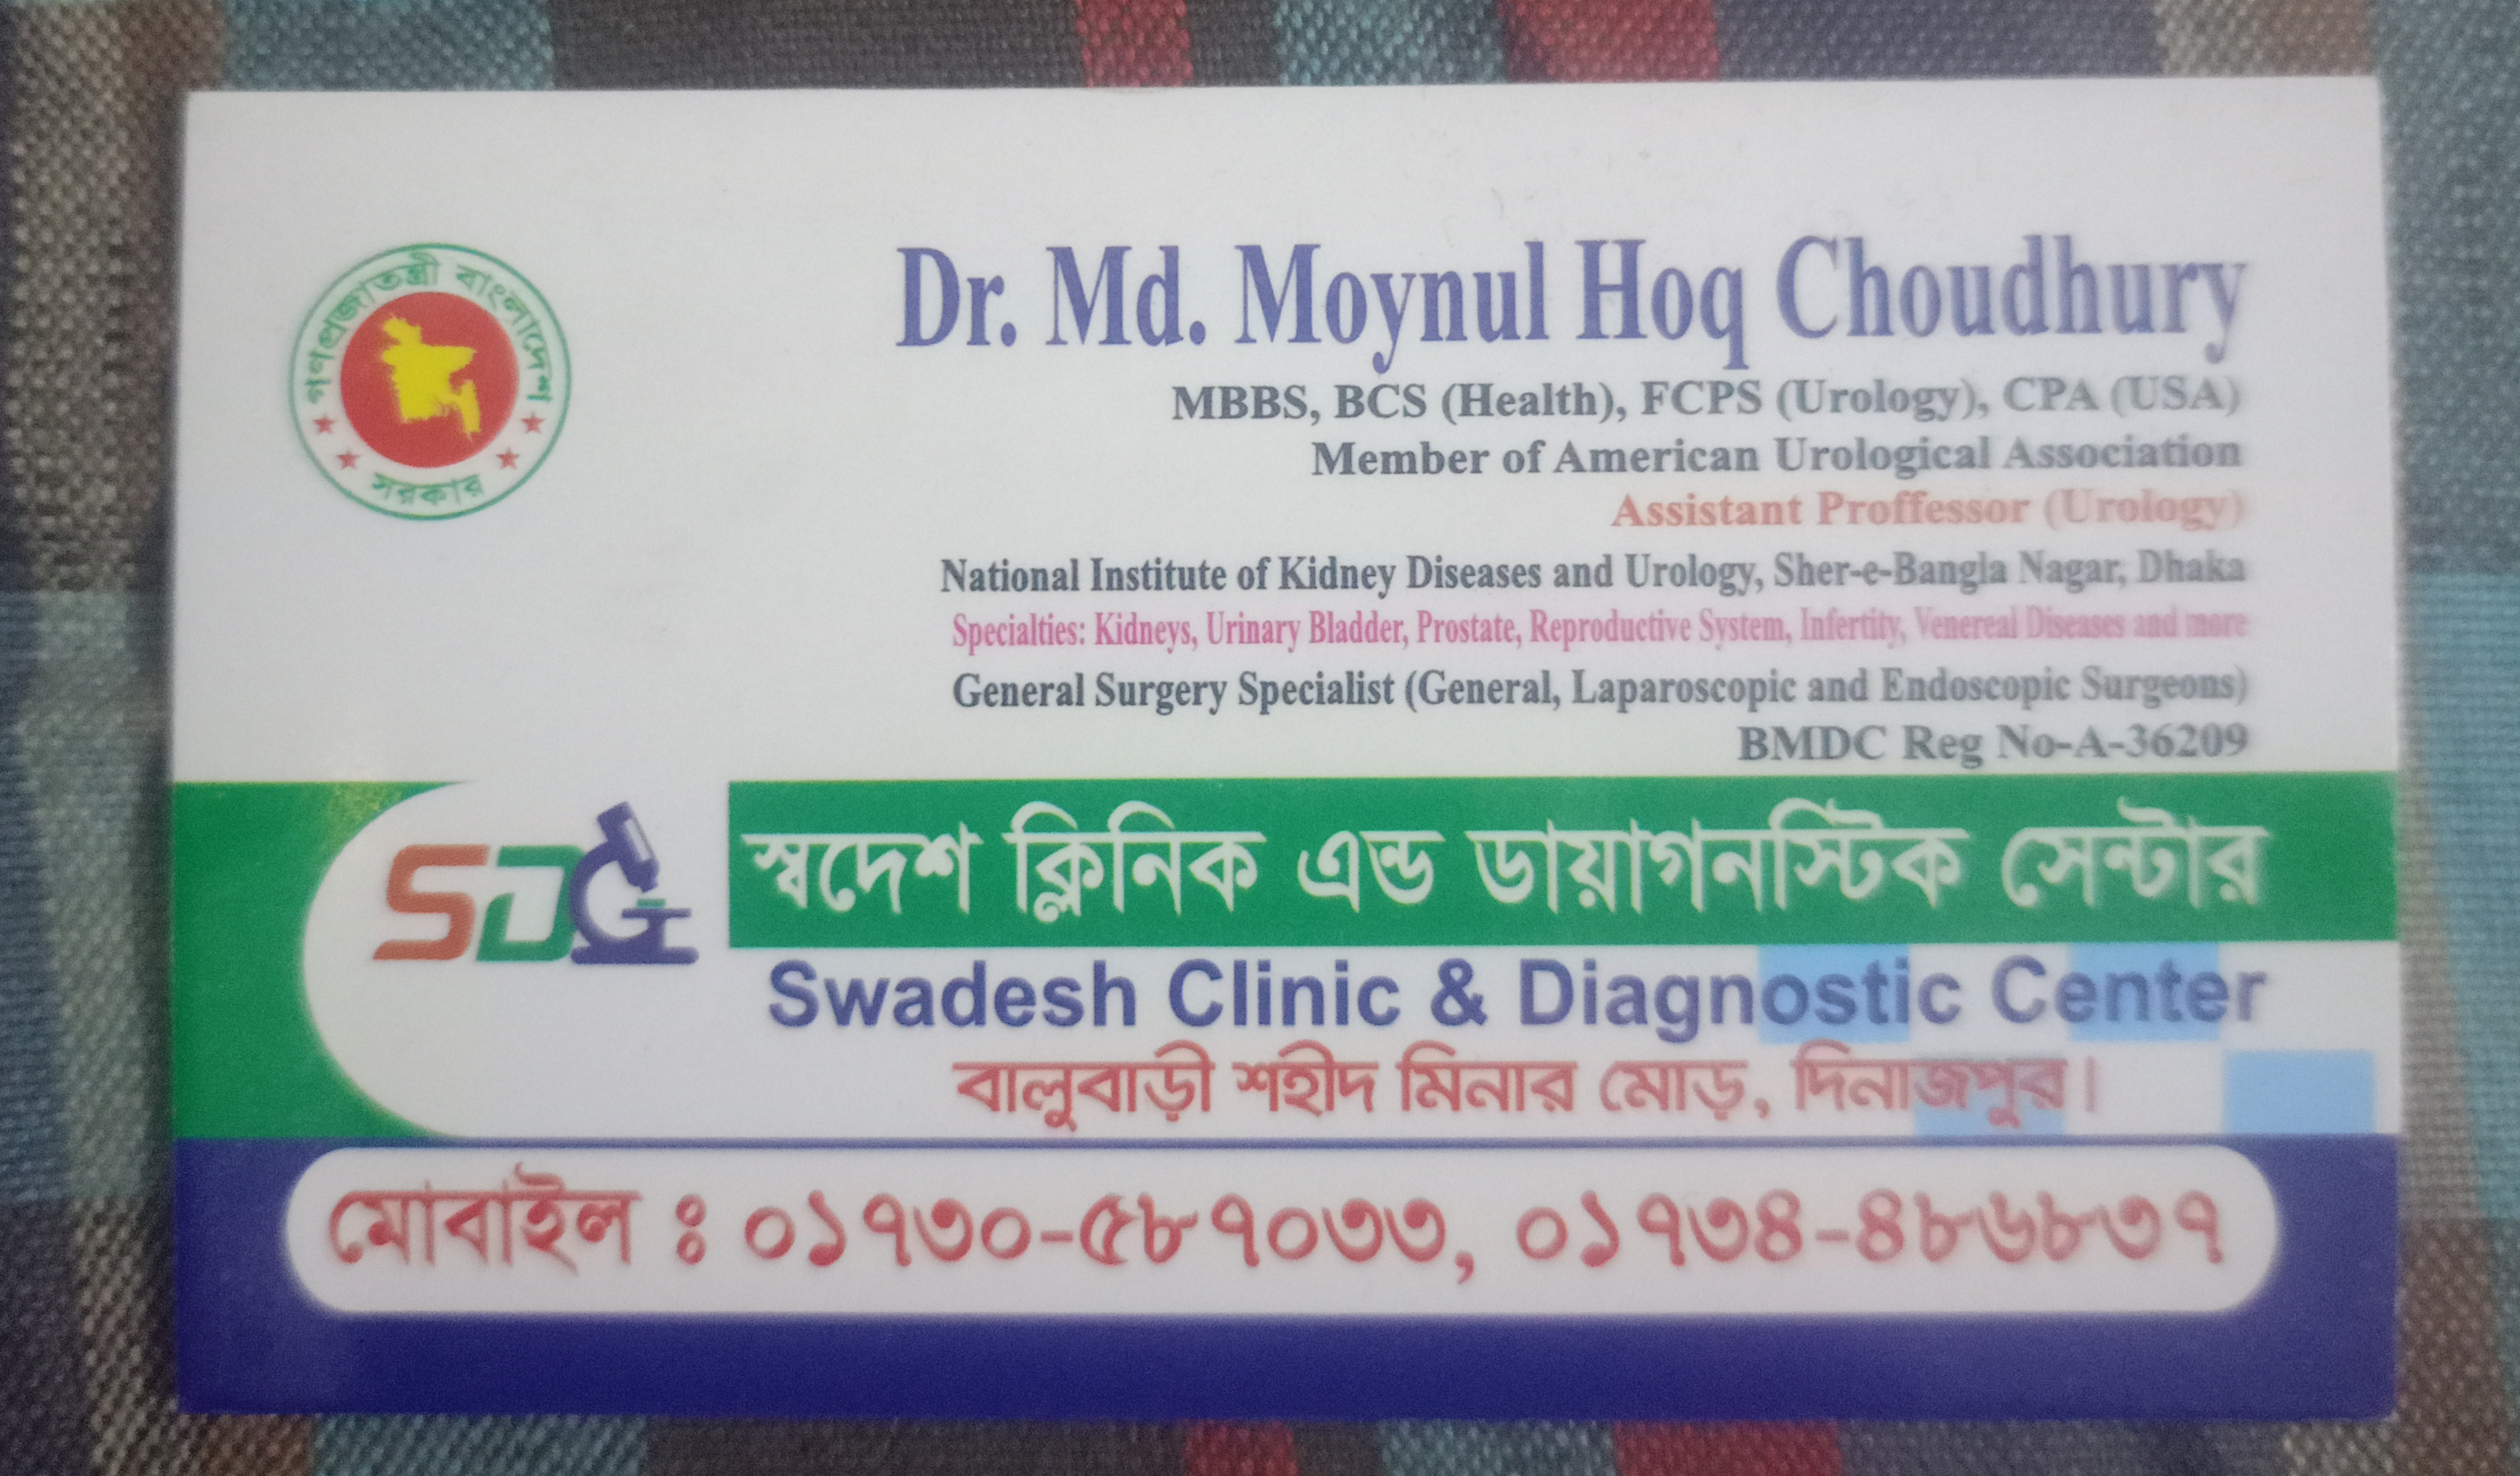 গণপ্রজাতন্ত্রী বাংলাদেশ
সরকার
Dr. Md. Moynul Hoq Choudhury
MBBS, BCS (Health), FCPS (Urology), CPA (USA)
Member of American Urological Association
Assistant Proffessor (Urology)
National Institute of Kidney Diseases and Urology, Sher-e-Bangla Nagar, Dhaka
Specialties: Kidneys, Urinary Bladder, Prostate, Reproductive System, Infertity, Venereal Diseases and more
General Surgery Specialist (General, Laparoscopic and Endoscopic Surgeons)
BMDC Reg No-A-36209
SDC
স্বদেশ ক্লিনিক এন্ড ডায়াগনস্টিক সেন্টার
Swadesh Clinic & Diagnostic Center
বালুবাড়ী শহীদ মিনার মোড়, দিনাজপুর।
মোবাইল : ০১৭৩০-৫৮৭০৩৩, ০১৭৩৪-৪৮৬৮৩৭